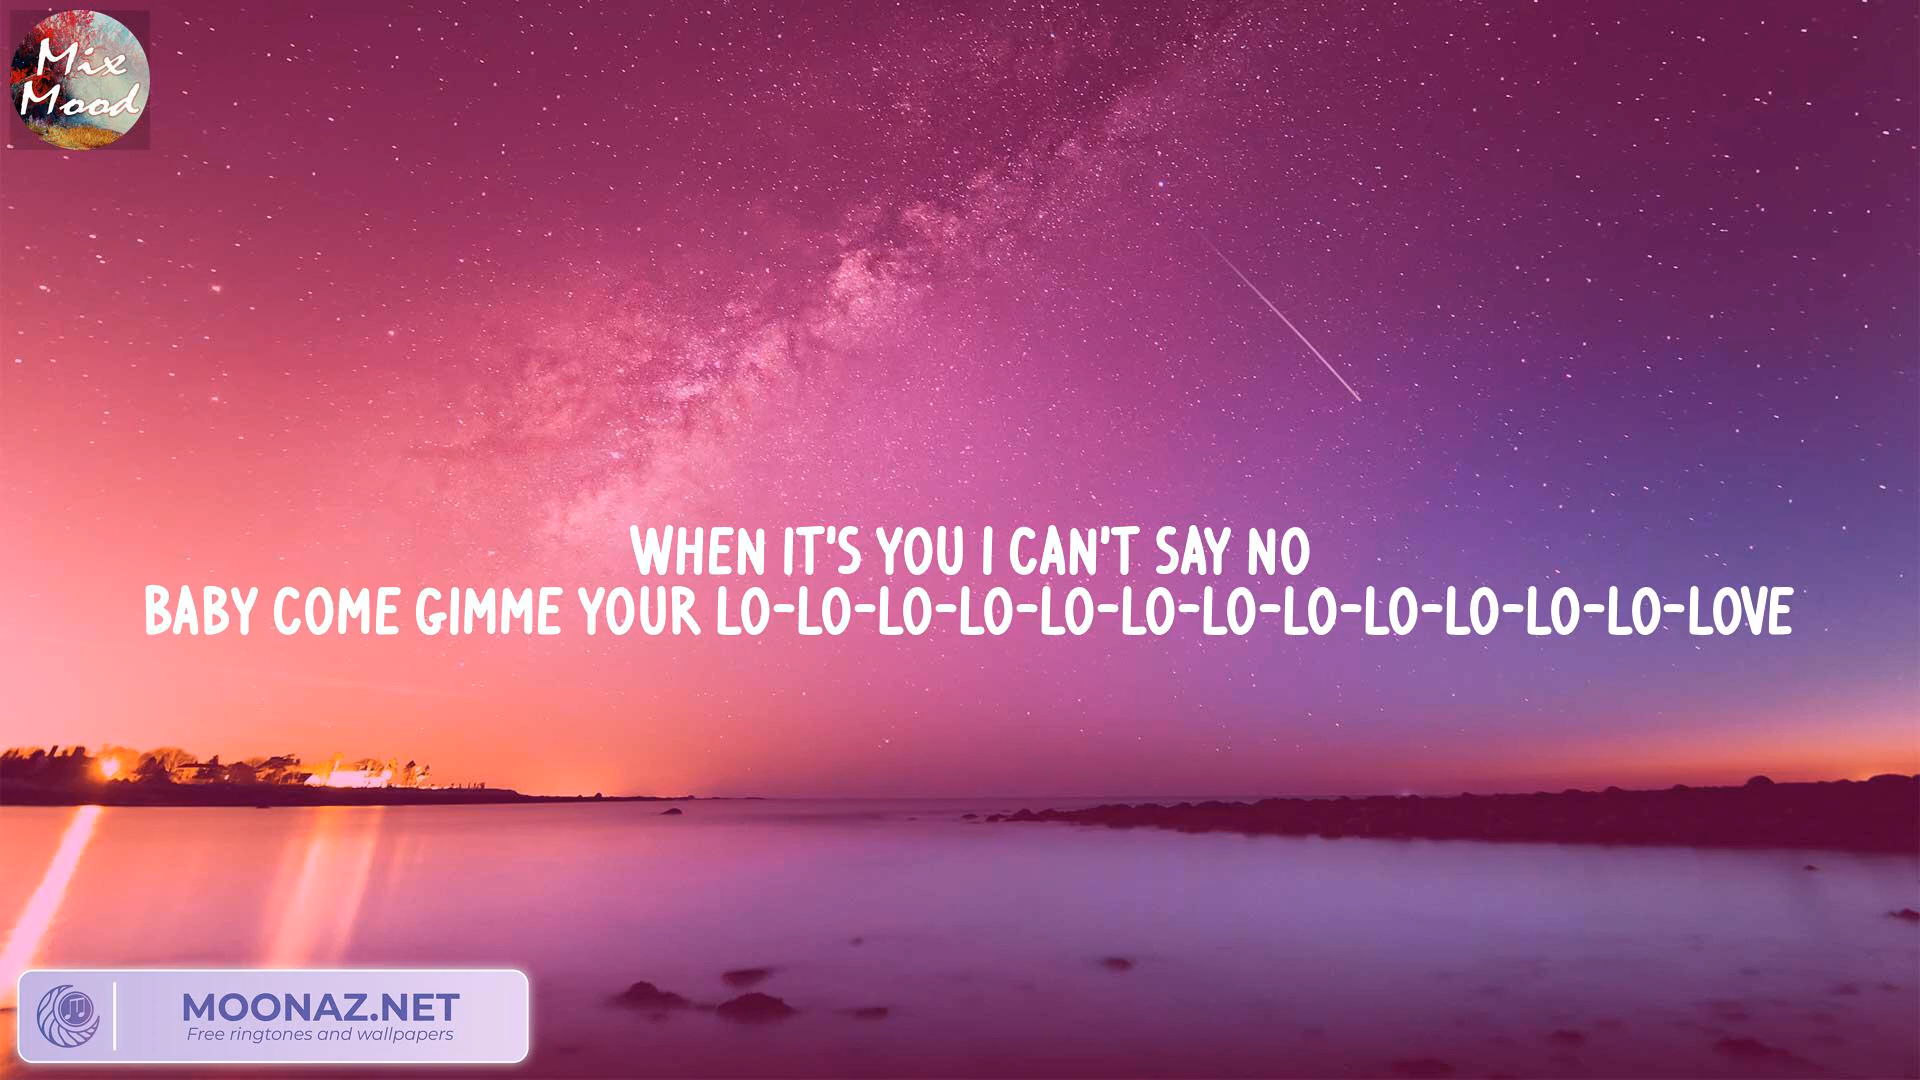 Mix
Mood
WHEN IT'S YOU I CAN'T SAY NO
BABY COME GIMME YOUR LO-LO-LO-LO-LO-LO-LO-LO-LO-LO-LO-LO-LOVE
MOONAZ.NET
Free ringtones and wallpapers